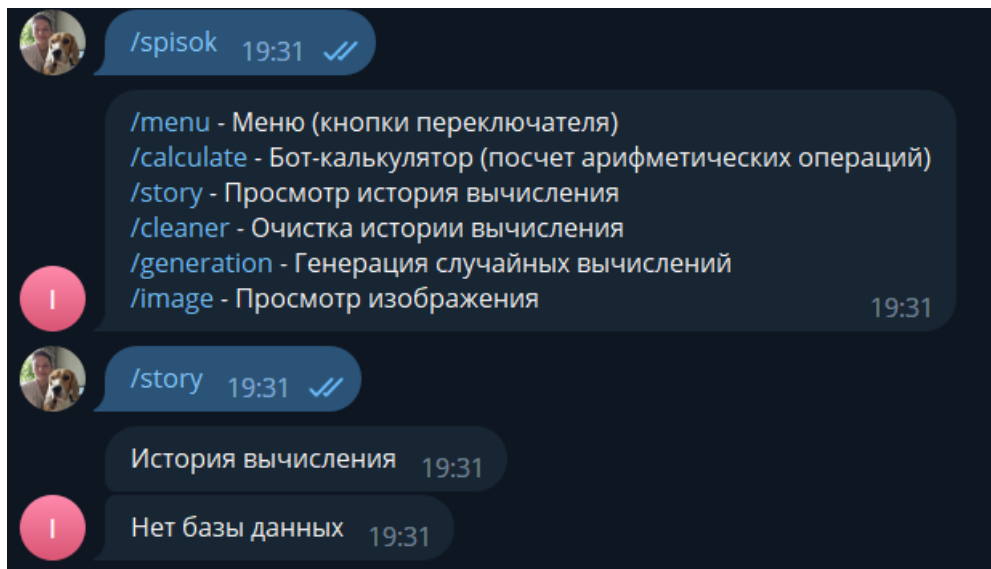 /spisok 19:31
/menu - Меню (кнопки переключателя)
/calculate - Бот-калькулятор (посчет арифметических операций)
/story - Просмотр история вычисления
/cleaner - Очистка истории вычисления
/generation - Генерация случайных вычислений
/image - Просмотр изображения
19:31
I
/story 19:31
История вычисления 19:31
Нет базы данных 19:31
I